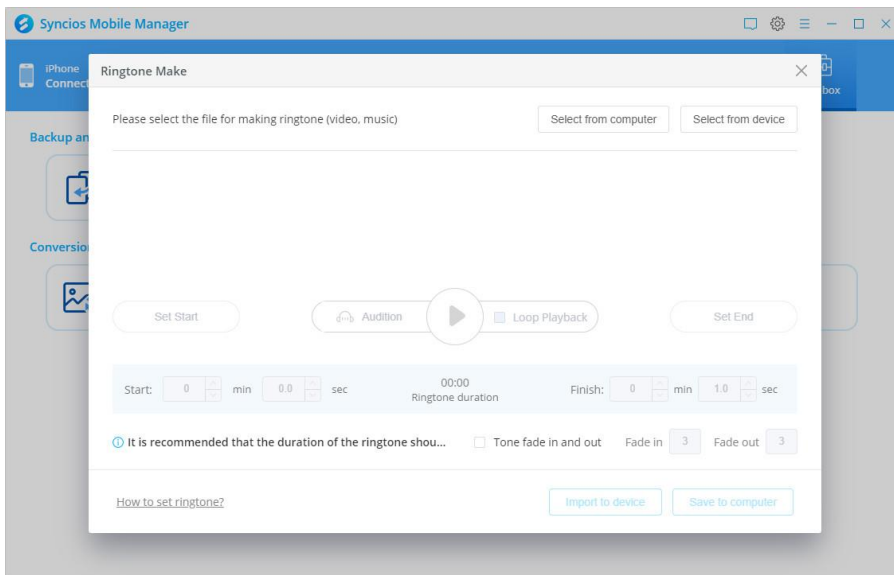 Syncios Mobile Manager
iPhone
Connect
box
Ringtone Make
Please select the file for making ringtone (video, music)
Select from computer
Select from device
Backup an
Conversio
Set Start
Audition
Loop Playback
Set End
Start: 0 min 0.0 sec
00:00
Ringtone duration
Finish: 0 min 1.0 sec
It is recommended that the duration of the ringtone shou...
Tone fade in and out
Fade in 3
Fade out 3
How to set ringtone?
Import to device
Save to computer